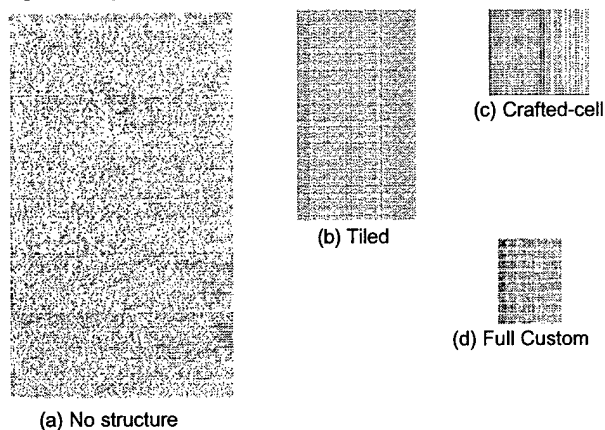 (c) Crafted-cell
(b) Tiled
(d) Full Custom
(a) No structure